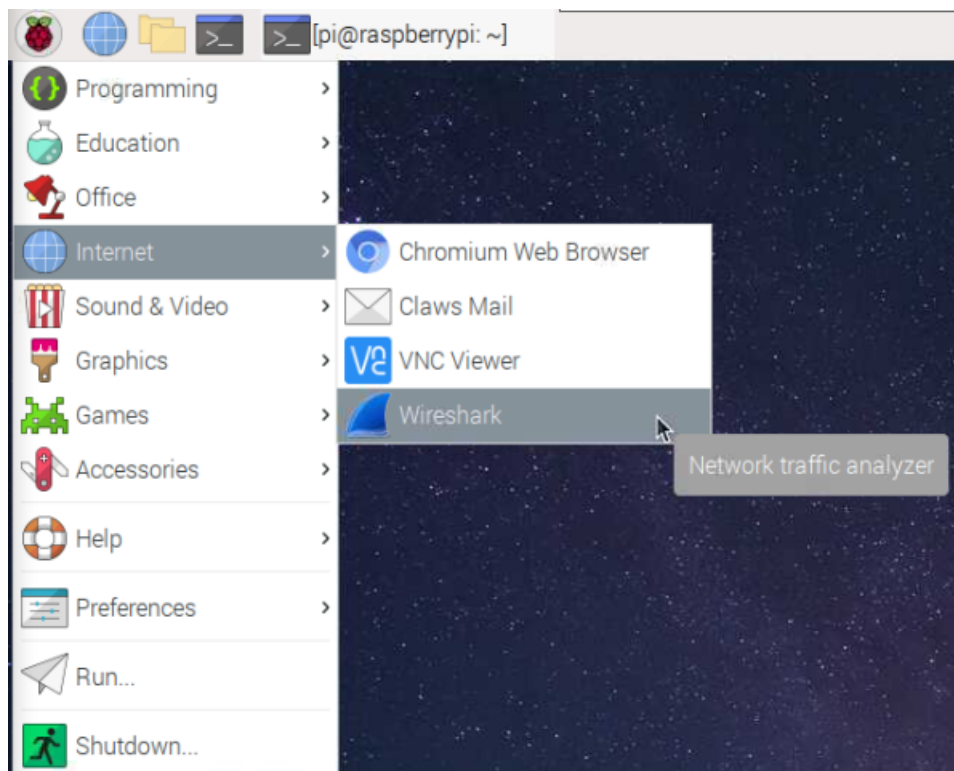 [pi@raspberrypi: ~]
Programming
Education
Office
Internet
Sound & Video
Graphics
Games
Accessories
Help
Preferences
Run...
Shutdown...
Chromium Web Browser
Claws Mail
VNC Viewer
Wireshark
Network traffic analyzer